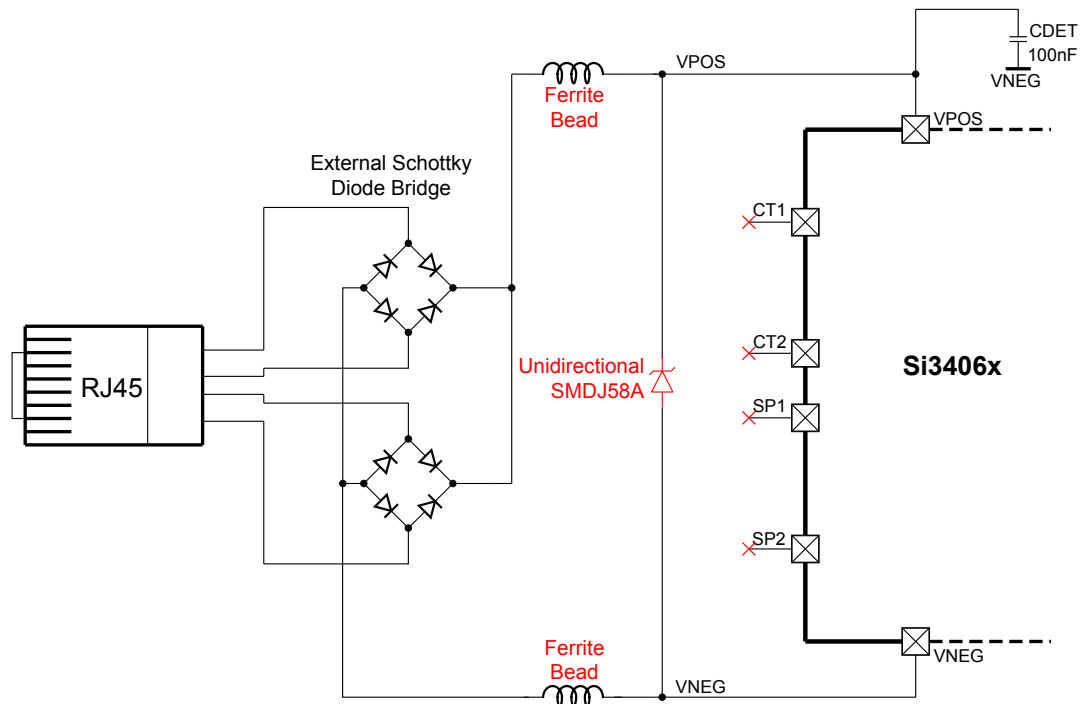 CDET
100nF
VNEG
VPOS
Ferrite
Bead
VPOS
External Schottky
Diode Bridge
CT1
CT2
Unidirectional
SMDJ58A
Si3406x
RJ45
SP1
SP2
Ferrite
Bead
VNEG
VNEG